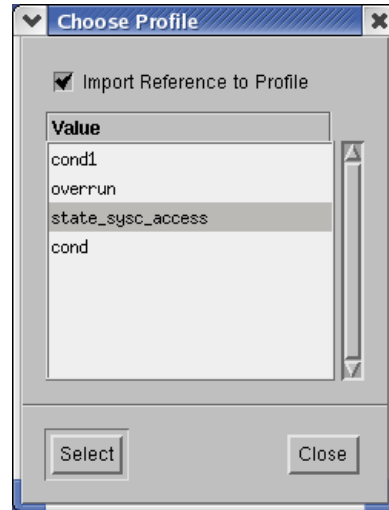 Choose Profile
Import Reference to Profile
Value
cond1
overrun
state_sysc_access
cond
Select
Close